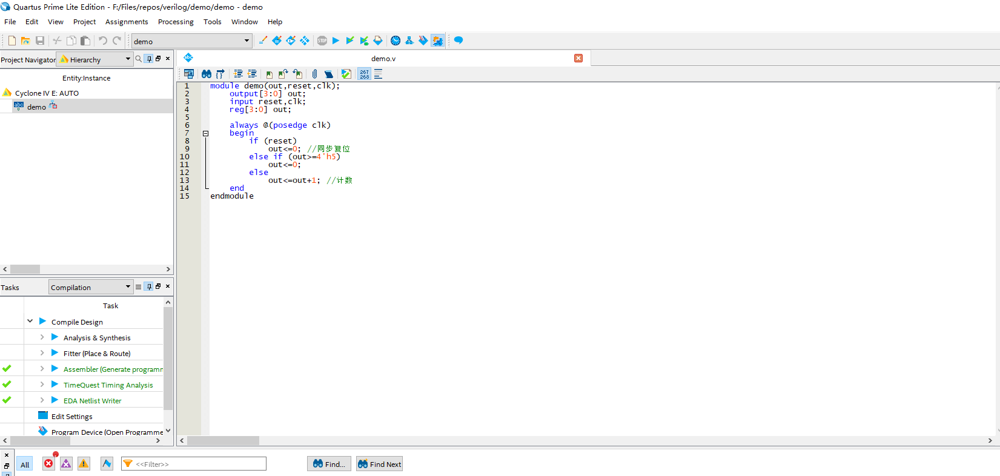 Quartus Prime Lite Edition - F:/Files/repos/verilog/demo/demo - demo
File Edit View Project Assignments Processing Tools Window Help
demo
STOP
Project Navigator Hierarchy
Entity:Instance
Cyclone IV E: AUTO
abc demo
abc demo.v
267
268
1 module demo(out,reset,clk);
2 output[3:0] out;
3 input reset,clk;
4 reg[3:0] out;
5
6 always @(posedge clk)
7 begin
8 if (reset)
9 out<=0; //同步复位
10 else if (out>=4'h5)
11 out<=0;
12 else
13 out<=out+1; //计数
14 end
15 endmodule
Tasks Compilation
Task
Compile Design
Analysis & Synthesis
Fitter (Place & Route)
Assembler (Generate programm
TimeQuest Timing Analysis
EDA Netlist Writer
Edit Settings
Program Device (Open Programme
All <<Filter>> Find... Find Next